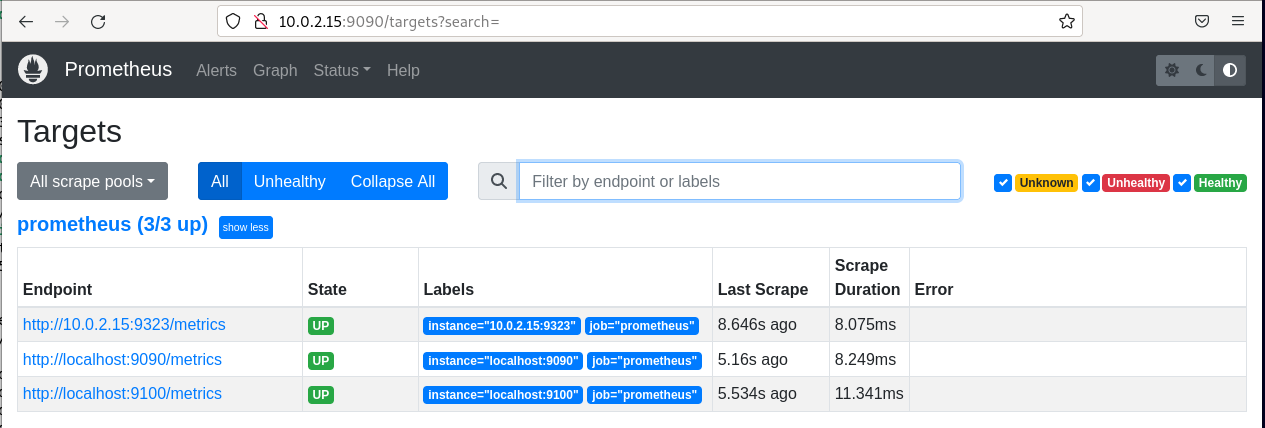 10.0.2.15:9090/targets?search=
Prometheus Alerts Graph Status Help
Targets
All scrape pools All Unhealthy Collapse All Filter by endpoint or labels Unknown Unhealthy Healthy
prometheus (3/3 up) show less
Endpoint State Labels Last Scrape Scrape Duration Error
http://10.0.2.15:9323/metrics UP instance="10.0.2.15:9323" job="prometheus" 8.646s ago 8.075ms
http://localhost:9090/metrics UP instance="localhost:9090" job="prometheus" 5.16s ago 8.249ms
http://localhost:9100/metrics UP instance="localhost:9100" job="prometheus" 5.534s ago 11.341ms